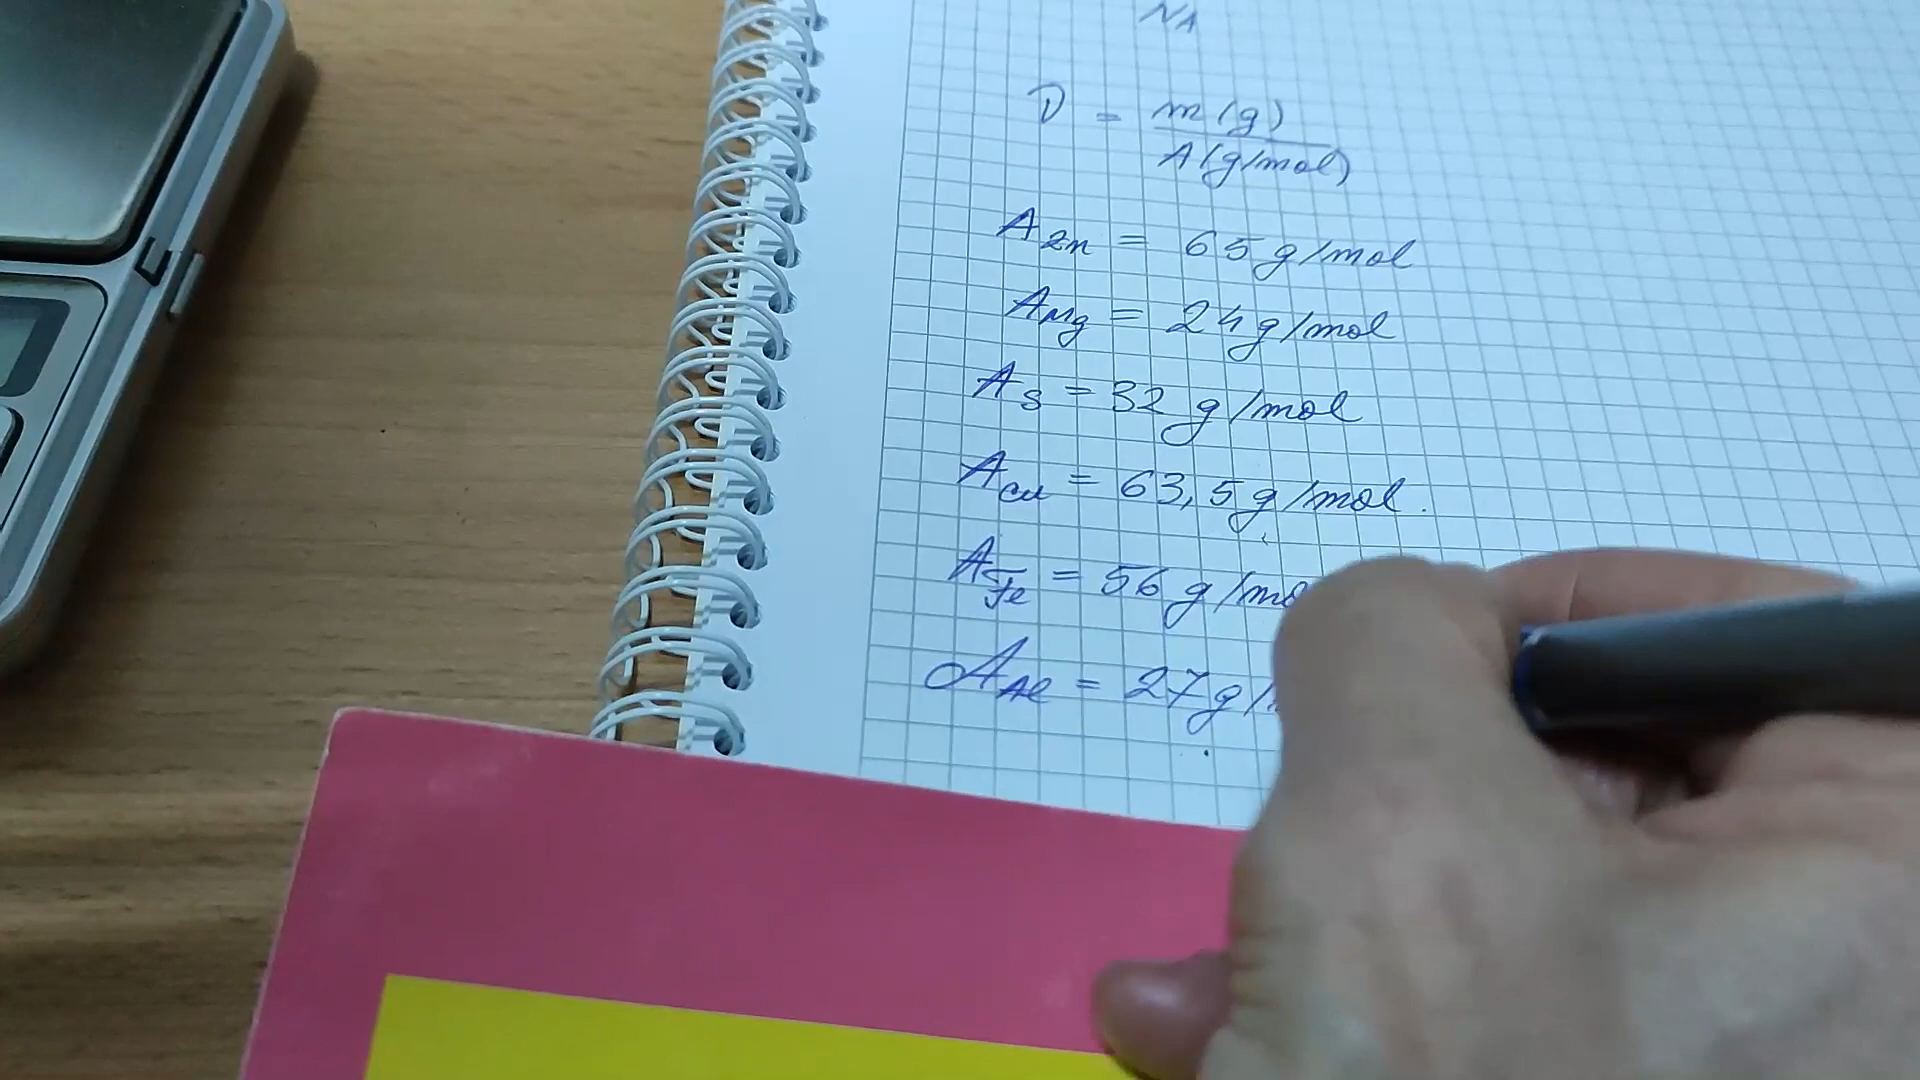 NA
ν = m(g)
A(g/mol)
AZn = 65 g/mol
AMg = 24 g/mol
AS = 32 g/mol
ACu = 63,5 g/mol.
AFe = 56 g/mo
AAl = 27 g/